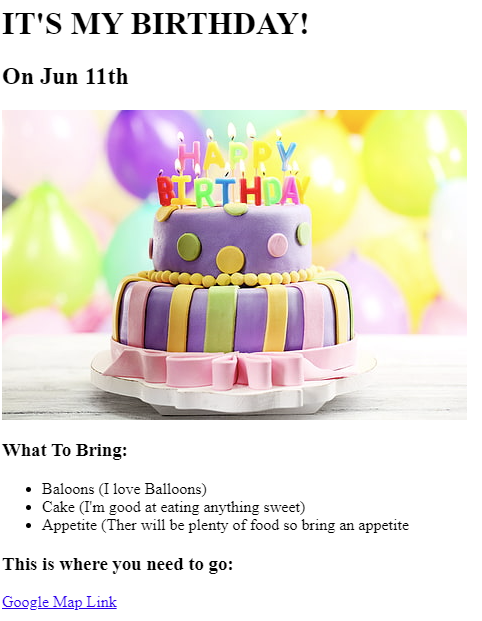 IT'S MY BIRTHDAY!
On Jun 11th
HAPPY
BIRTHDAY
What To Bring:
Baloons (I love Balloons)
Cake (I'm good at eating anything sweet)
Appetite (Ther will be plenty of food so bring an appetite
This is where you need to go:
Google Map Link